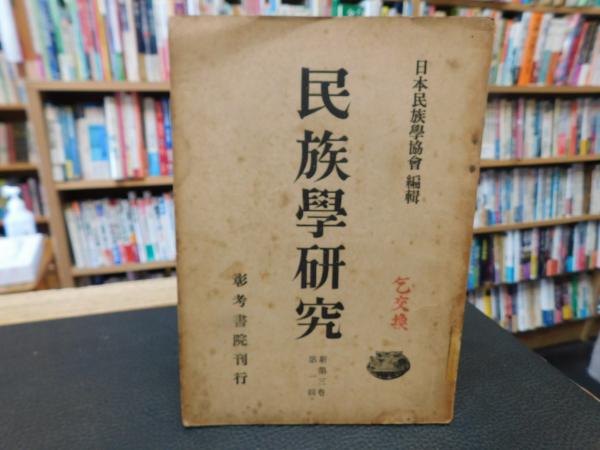 日本民族學協會 編輯
民族學研究
新第三巻
第一輯
乞交換
彰考書院刊行